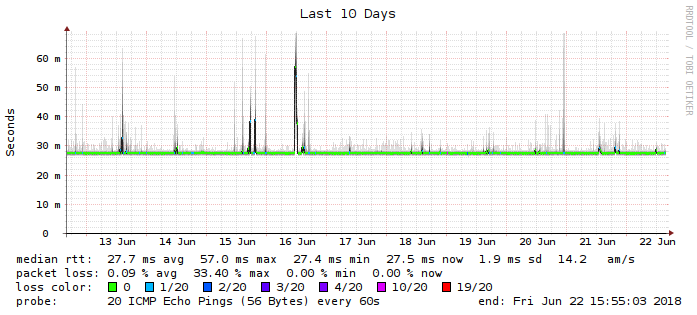 Last 10 Days
RRDTOOL / TOBI OETIKER
Seconds
60 m
50 m
40 m
30 m
20 m
10 m
0
13 Jun 14 Jun 15 Jun 16 Jun 17 Jun 18 Jun 19 Jun 20 Jun 21 Jun 22 Jun
median rtt: 27.7 ms avg 57.0 ms max 27.4 ms min 27.5 ms now 1.9 ms sd 14.2 am/s
packet loss: 0.09 % avg 33.40 % max 0.00 % min 0.00 % now
loss color: 0 1/20 2/20 3/20 4/20 10/20 19/20
probe: 20 ICMP Echo Pings (56 Bytes) every 60s end: Fri Jun 22 15:55:03 2018